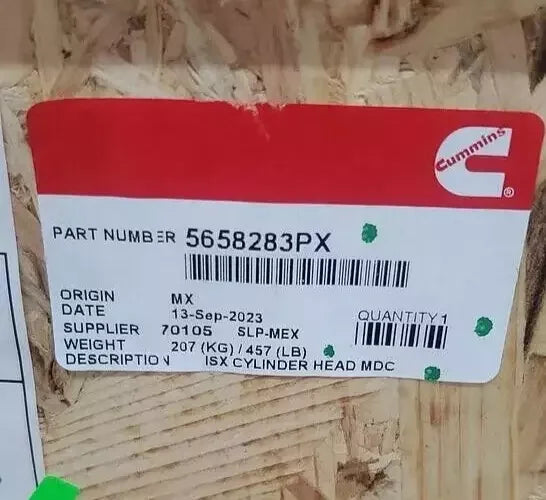 Cummins
®
PART NUMBER 5658283PX
ORIGIN MX
DATE 13-Sep-2023
QUANTITY 1
SUPPLIER 70105 SLP-MEX
WEIGHT 207 (KG) / 457 (LB)
DESCRIPTION ISX CYLINDER HEAD MDC